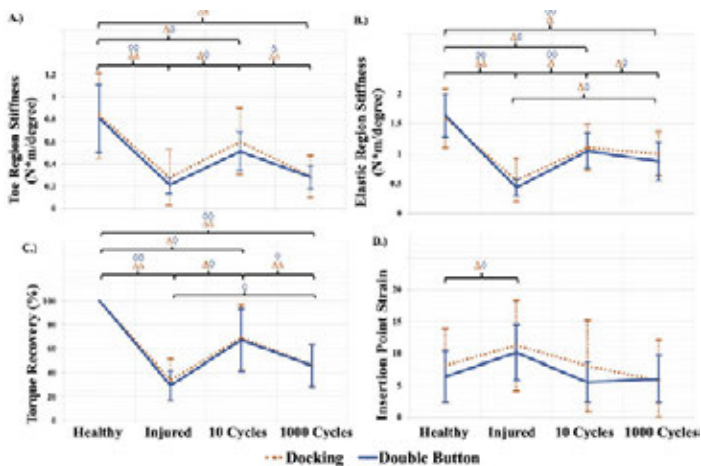 A.)
Toe Region Stiffness
(N*m/degree)
1.2
1
0.8
0.6
0.4
0.2
0
B.)
Elastic Region Stiffness
(N*m/degree)
2
1.5
1
0.5
0
C.)
Torque Recovery (%)
100
80
60
40
20
0
Healthy
Injured
10 Cycles
1000 Cycles
D.)
Insertion Point Strain
20
15
10
5
0
Healthy
Injured
10 Cycles
1000 Cycles
Docking
Double Button